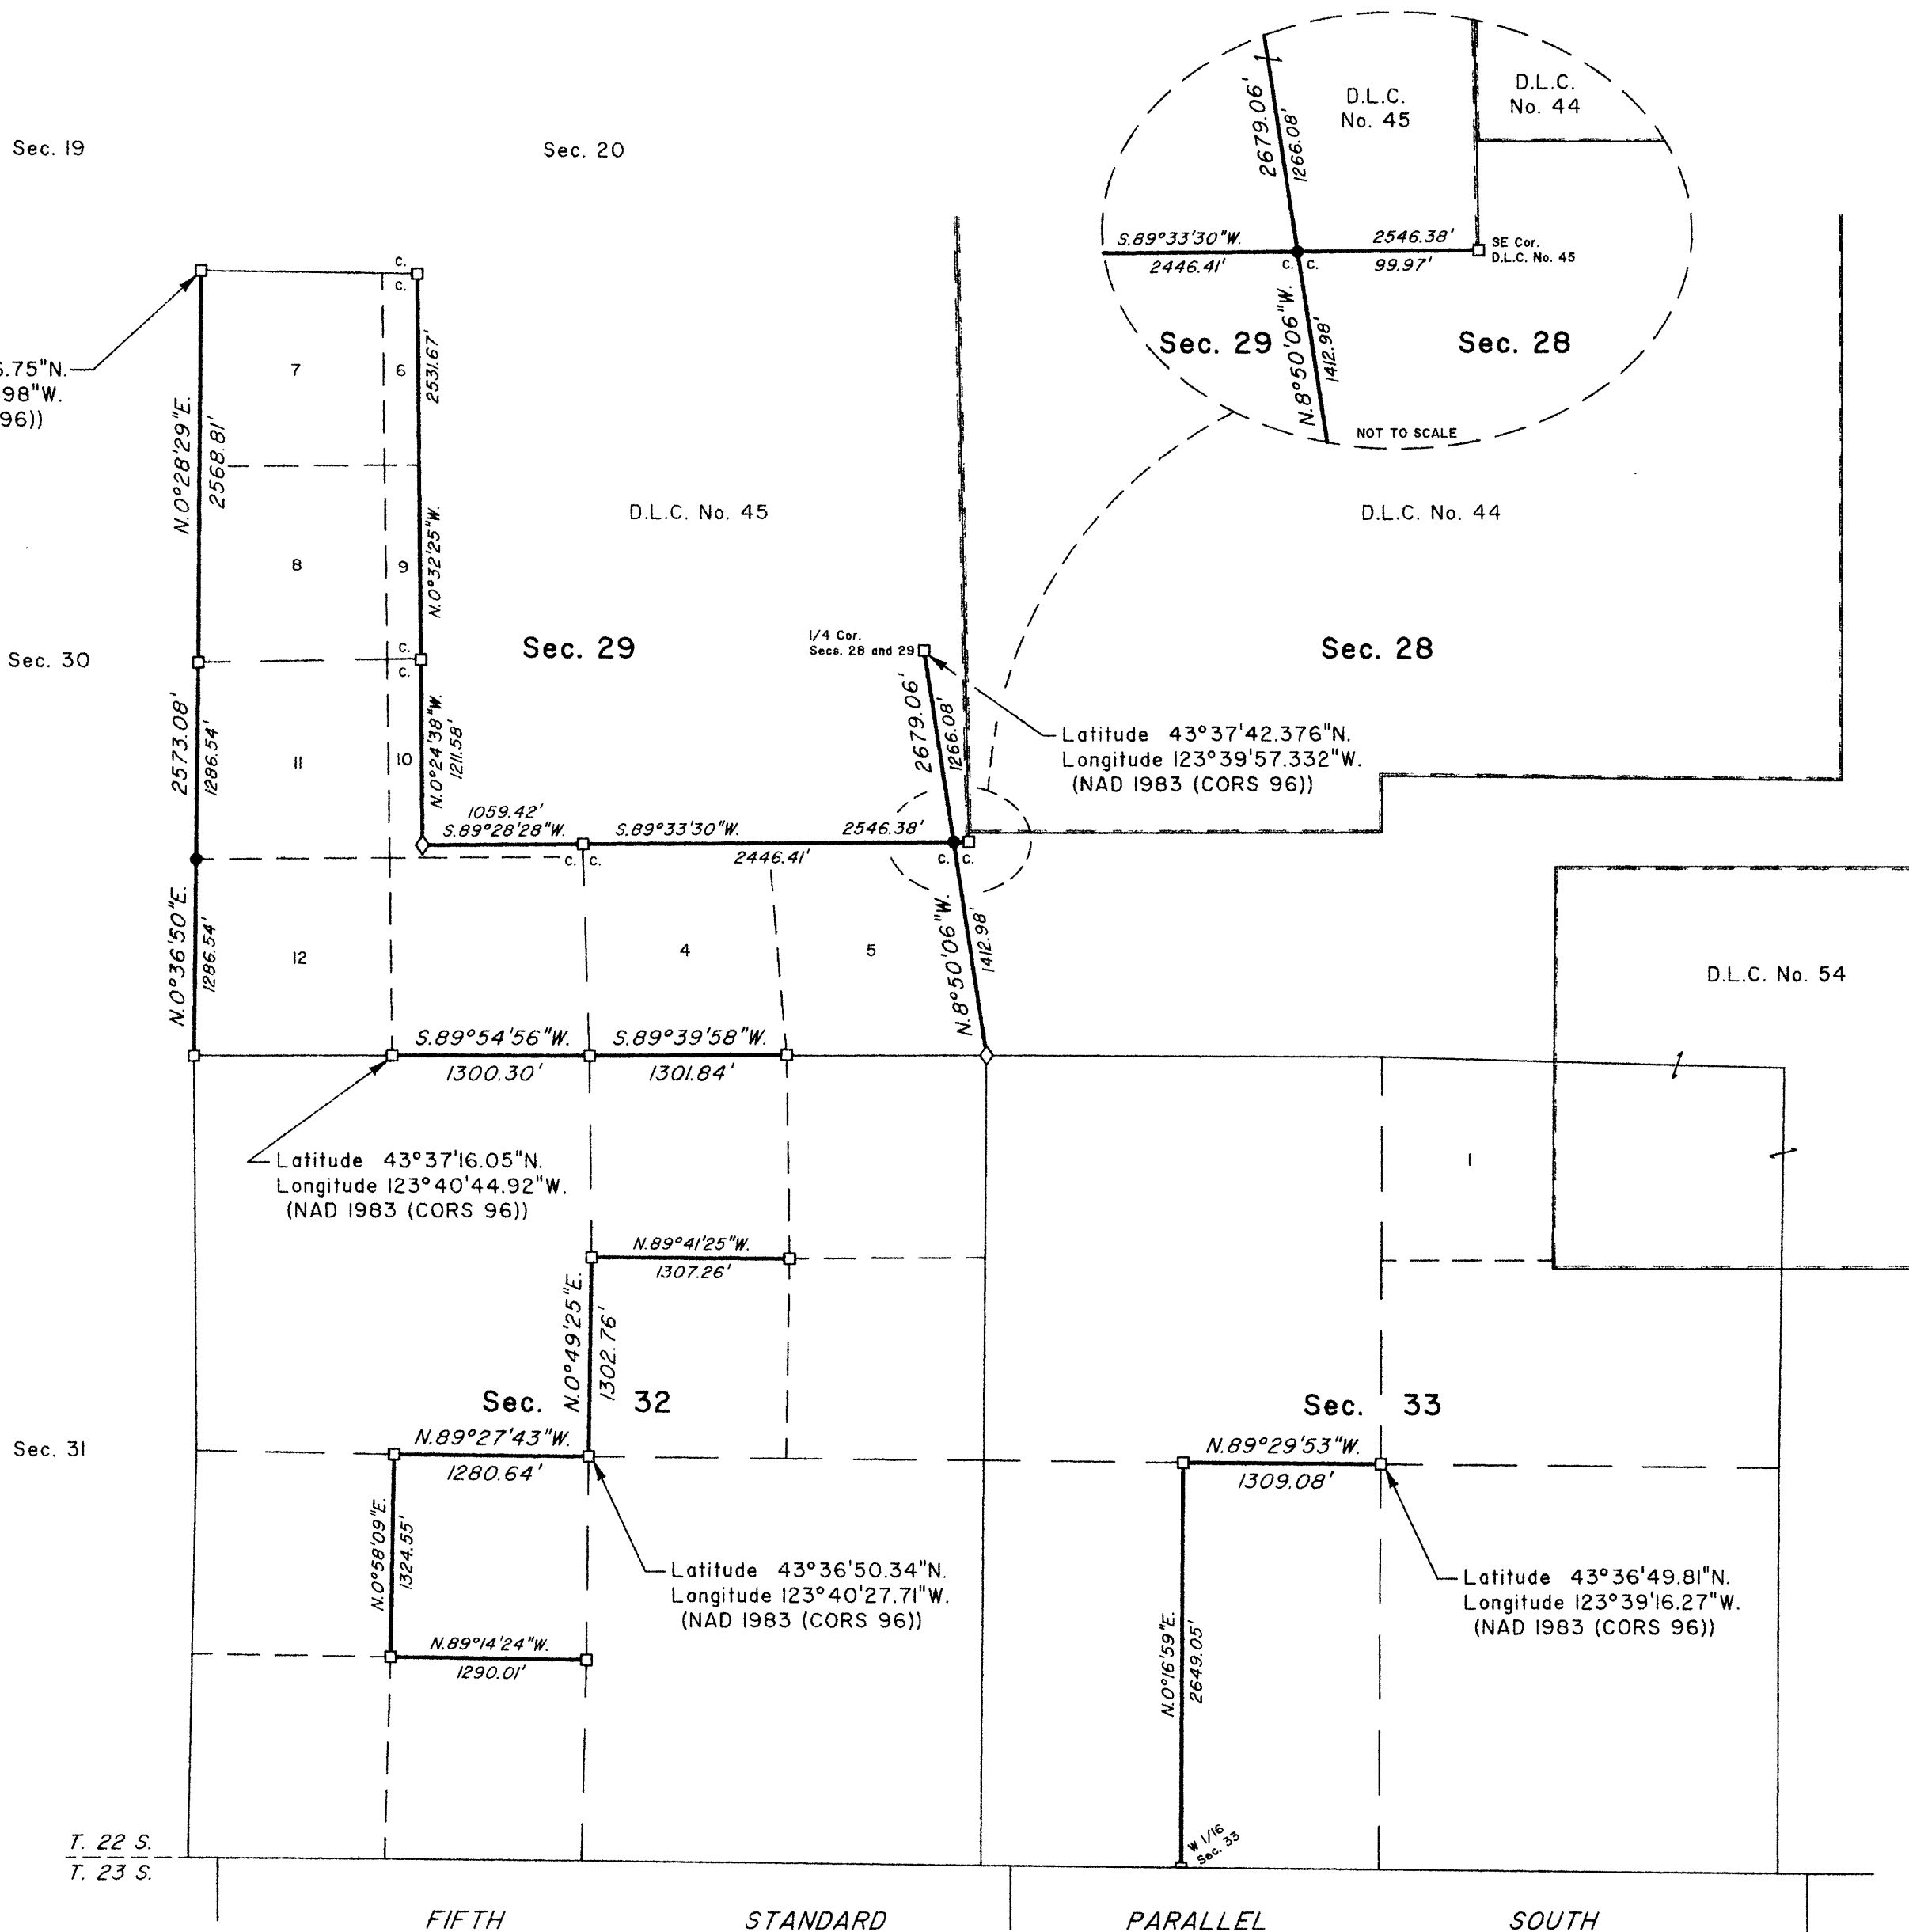 Sec. 19
Sec. 20
2679.06'
1266.08'
D.L.C.
No. 45
D.L.C.
No. 44
S.89°33'30"W.
2446.41'
2546.38'
99.97'
SE Cor.
D.L.C. No. 45
C. C.
N.8°50'06"W.
1412.98'
Sec. 29
Sec. 28
NOT TO SCALE
C.
C.
6.75"N.
98"W.
96))
7
6
2531.67'
N.0°28'29"E.
2568.81'
D.L.C. No. 45
D.L.C. No. 44
8
9
N.0°32'25"W.
Sec. 30
C.
C.
Sec. 29
1/4 Cor.
Secs. 28 and 29
Sec. 28
2573.08'
1286.54'
11
10
N.0°24'38"W.
1211.58'
2679.06'
1266.08'
Latitude 43°37'42.376"N.
Longitude 123°39'57.332"W.
(NAD 1983 (CORS 96))
1059.42'
S.89°28'28"W.
S.89°33'30"W.
2546.38'
C. C.
2446.41'
C. C.
N.0°36'50"E.
1286.54'
12
4
5
N.8°50'06"W.
1412.98'
D.L.C. No. 54
S.89°54'56"W.
1300.30'
S.89°39'58"W.
1301.84'
Latitude 43°37'16.05"N.
Longitude 123°40'44.92"W.
(NAD 1983 (CORS 96))
1
N.89°41'25"W.
1307.26'
N.0°49'25"E.
1302.76'
Sec. 32
Sec. 33
Sec. 31
N.89°27'43"W.
1280.64'
N.89°29'53"W.
1309.08'
N.0°58'09"E.
1324.55'
Latitude 43°36'50.34"N.
Longitude 123°40'27.71"W.
(NAD 1983 (CORS 96))
Latitude 43°36'49.81"N.
Longitude 123°39'16.27"W.
(NAD 1983 (CORS 96))
N.89°14'24"W.
1290.01'
N.0°16'59"E.
2649.05'
W 1/16
Sec. 33
T. 22 S.
T. 23 S.
FIFTH STANDARD PARALLEL SOUTH